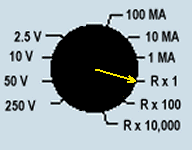 100 MA
2.5 V
10 MA
10 V
1 MA
50 V
R x 1
250 V
R x 100
R x 10,000